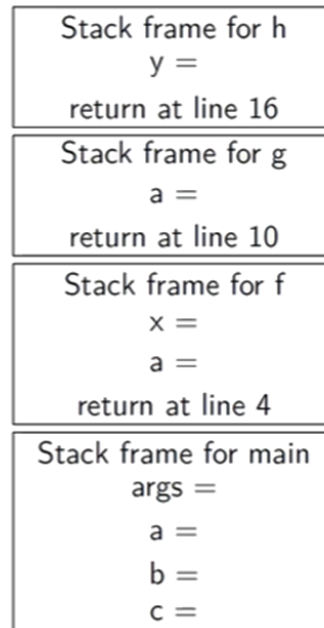 Stack frame for h
y =
return at line 16
Stack frame for g
a =
return at line 10
Stack frame for f
x =
a =
return at line 4
Stack frame for main
args =
a =
b =
c =